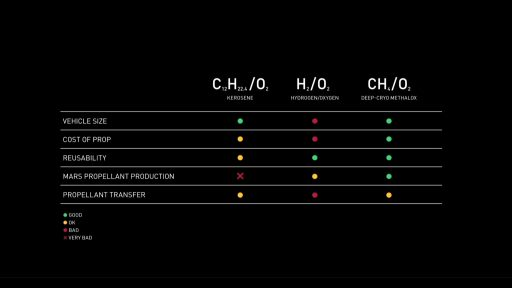 C₁₂H₂₂.₄/O₂ H₂/O₂ CH₄/O₂
KEROSENE HYDROGEN/OXYGEN DEEP-CRYO METHALOX
VEHICLE SIZE
COST OF PROP
REUSABILITY
MARS PROPELLANT PRODUCTION
PROPELLANT TRANSFER
GOOD
OK
BAD
VERY BAD